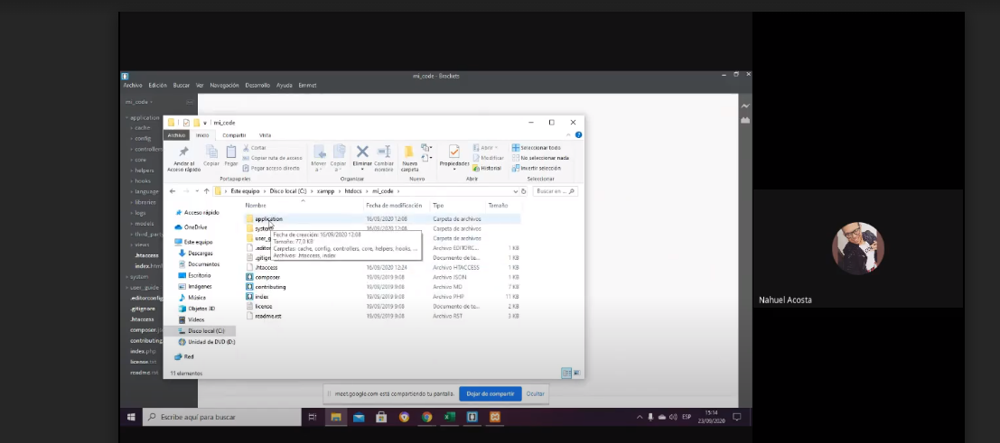 mi_code - Brackets
Archivo Edición Buscar Ver Navegación Desarrollo Ayuda Emmet
mi_code
application
cache
config
controllers
core
helpers
hooks
language
libraries
logs
models
third_party
views
.htaccess
index.html
system
user_guide
.editorconfig
.gitignore
.htaccess
composer.js
contributing
index.php
license.txt
readme.rst
mi_code
Archivo Inicio Compartir Vista
Anclar al
Acceso rápido
Copiar
Pegar
Cortar
Copiar ruta de acceso
Pegar acceso directo
Portapapeles
Mover
a
Copiar
a
Eliminar
Cambiar
nombre
Organizar
Nueva
carpeta
Nuevo
Propiedades
Abrir
Modificar
Historial
Abrir
Seleccionar todo
No seleccionar nada
Invertir selección
Seleccionar
Este equipo > Disco local (C:) > xampp > htdocs > mi_code >
Buscar en ...
Acceso rápido
OneDrive
Este equipo
Descargas
Documentos
Escritorio
Imágenes
Música
Objetos 3D
Vídeos
Disco local (C:)
Unidad de DVD (D:)
Red
Nombre Fecha de modificación Tipo Tamaño
application 16/09/2020 12:08 Carpeta de archivos
system 16/09/2020 12:08 Carpeta de archivos
user_g Carpeta de archivos
.editor Archivo EDITORC... 1 KB
.gitign Documento de te... 1 KB
.htaccess 16/09/2020 12:24 Archivo HTACCESS 1 KB
composer 19/09/2019 9:08 Archivo JSON 1 KB
contributing 19/09/2019 9:08 Archivo MD 7 KB
index 19/09/2019 9:08 Archivo PHP 11 KB
license 19/09/2019 9:08 Documento de te... 2 KB
readme.rst 19/09/2019 9:08 Archivo RST 3 KB
Fecha de creación: 16/09/2020 12:08
Tamaño: 77,0 KB
Carpetas: cache, config, controllers, core, helpers, hooks, ...
Archivos: .htaccess, index
11 elementos
meet.google.com está compartiendo tu pantalla.
Dejar de compartir
Ocultar
Escribe aquí para buscar
ESP
15:14
23/09/2020
Nahuel Acosta